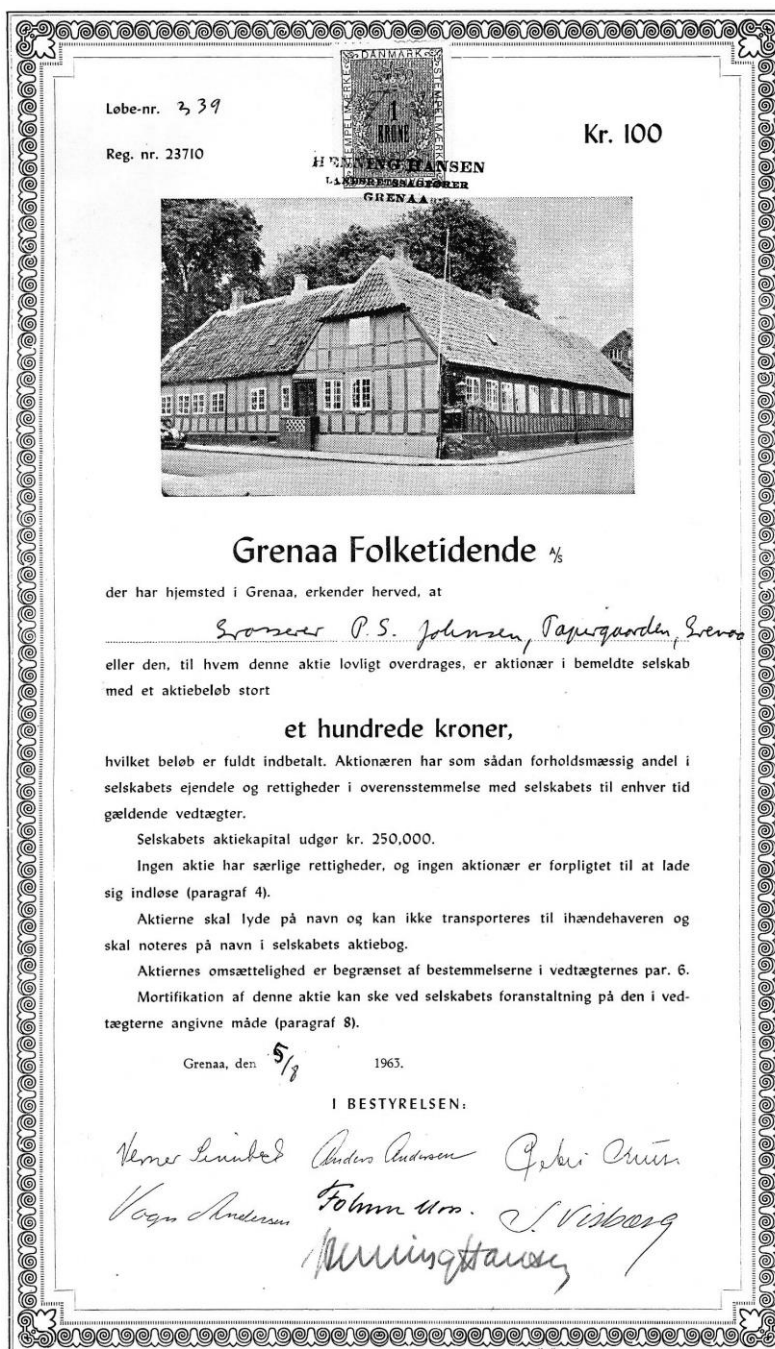 Løbe-nr. 339
Reg. nr. 23710
DANMARK
STEMPELMÆRKE
STEMPELMÆRKE
1
KRONE
HENNING HANSEN
LANDSRETSSAGFØRER
GRENAA
Kr. 100
Grenaa Folketidende A/S
der har hjemsted i Grenaa, erkender herved, at
Grosserer P. S. Johnsen, Papirgaarden, Grenaa
eller den, til hvem denne aktie lovligt overdrages, er aktionær i bemeldte selskab
med et aktiebeløb stort
et hundrede kroner,
hvilket beløb er fuldt indbetalt. Aktionæren har som sådan forholdsmæssig andel i
selskabets ejendele og rettigheder i overensstemmelse med selskabets til enhver tid
gældende vedtægter.
Selskabets aktiekapital udgør kr. 250,000.
Ingen aktie har særlige rettigheder, og ingen aktionær er forpligtet til at lade
sig indløse (paragraf 4).
Aktierne skal lyde på navn og kan ikke transporteres til ihændehaveren og
skal noteres på navn i selskabets aktiebog.
Aktiernes omsættelighed er begrænset af bestemmelserne i vedtægternes par. 6.
Mortifikation af denne aktie kan ske ved selskabets foranstaltning på den i ved-
tægterne angivne måde (paragraf 8).
Grenaa, den 5/8 1963.
I BESTYRELSEN:
Verner Anders Andersen
Vagn Andersen S. Visborg
Henning Hansen